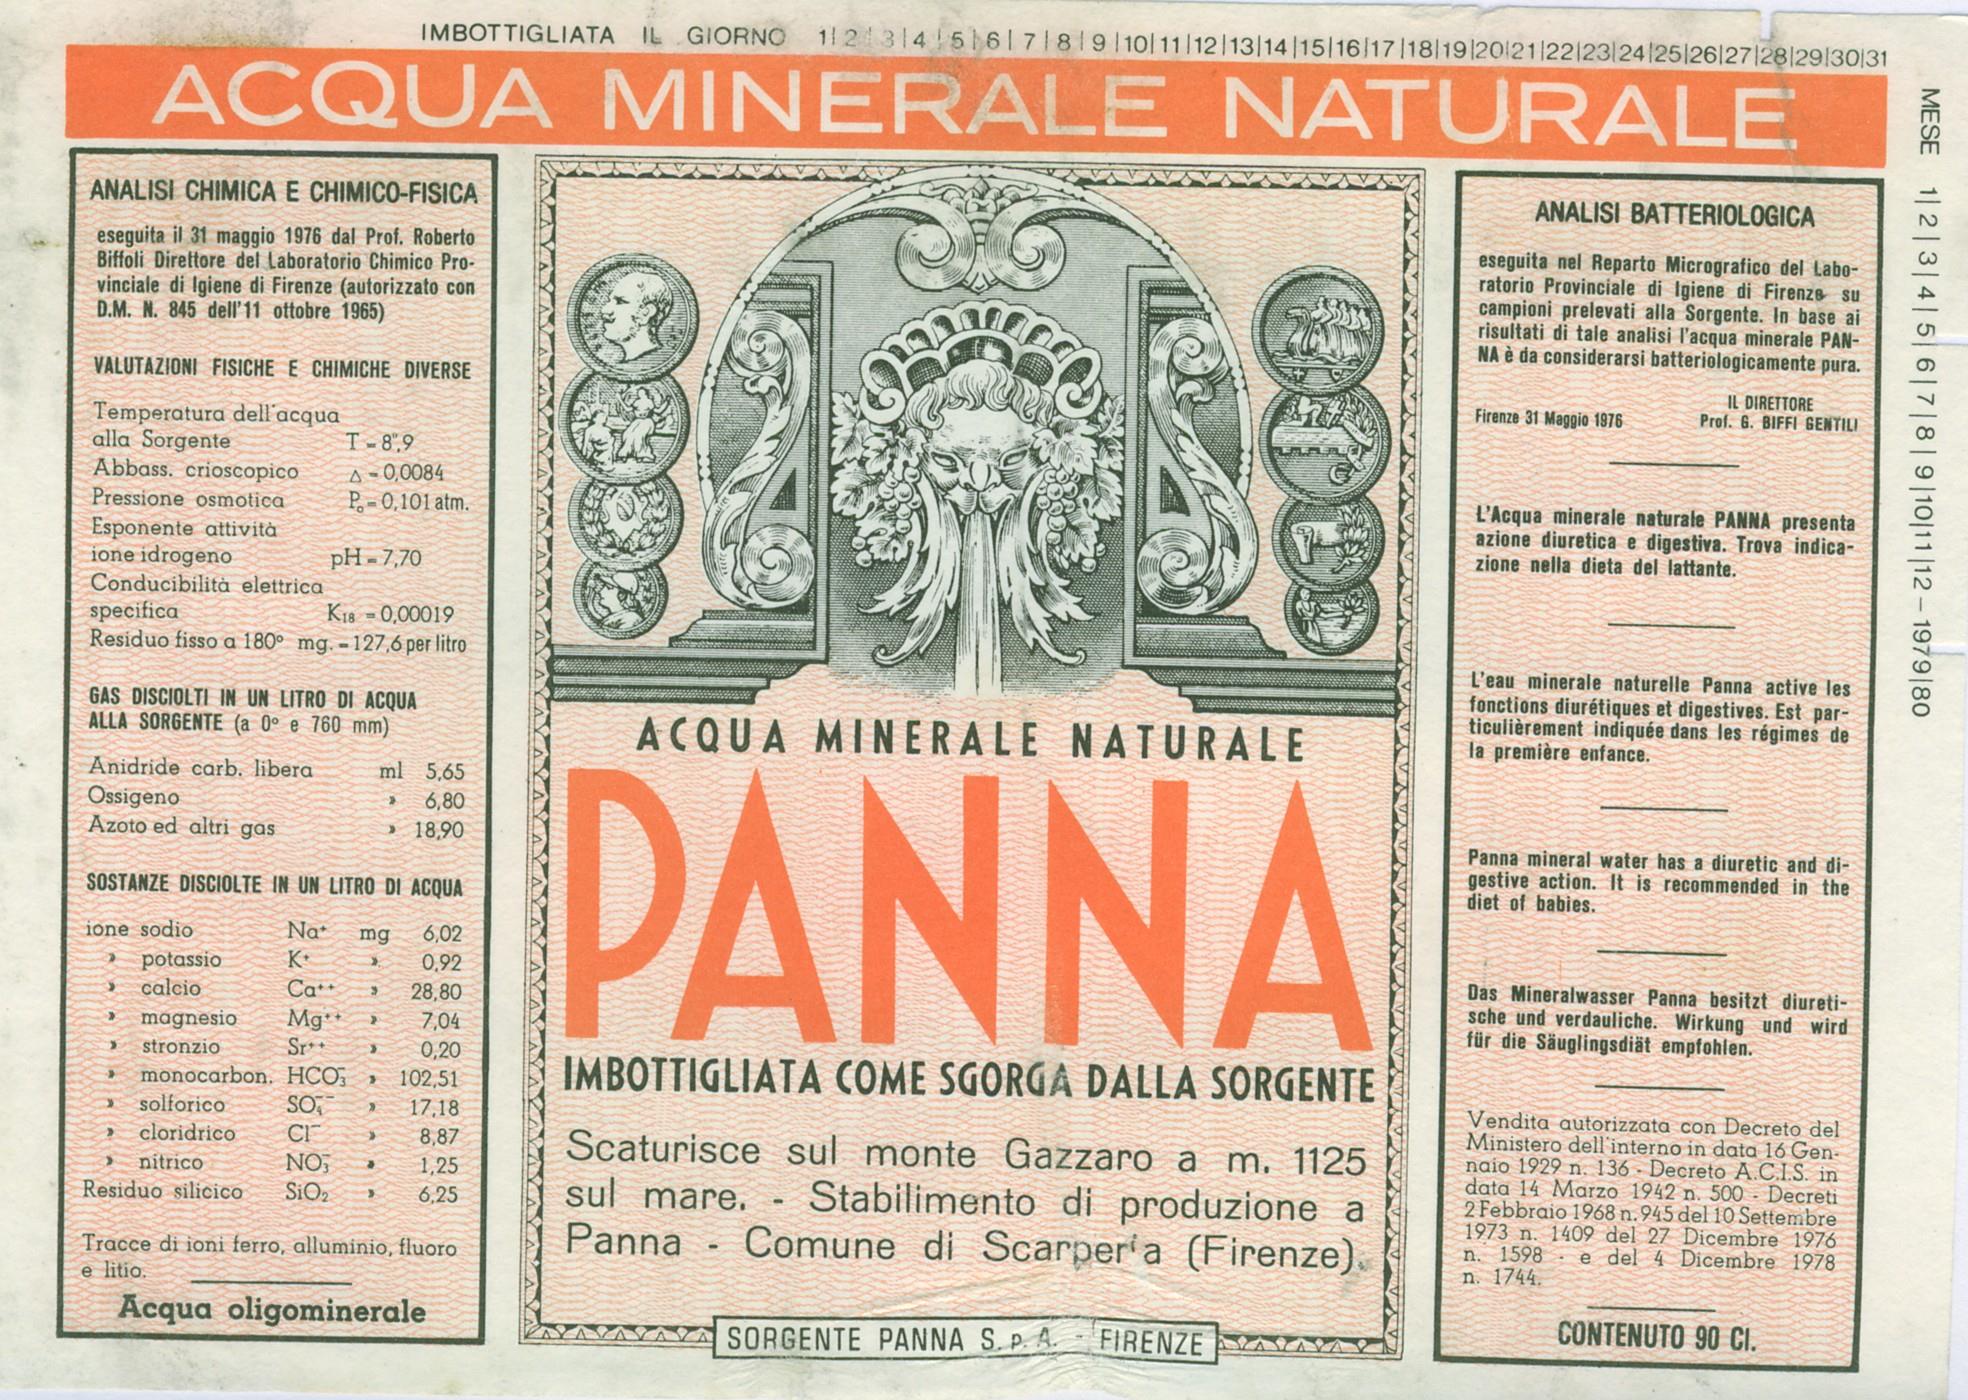 IMBOTTIGLIATA IL GIORNO 1|2|3|4|5|6|7|8|9|10|11|12|13|14|15|16|17|18|19|20|21|22|23|24|25|26|27|28|29|30|31
ACQUA MINERALE NATURALE
MESE 1|2|3|4|5|6|7|8|9|10|11|12-1979|80
ANALISI CHIMICA E CHIMICO-FISICA
eseguita il 31 maggio 1976 dal Prof. Roberto
Biffoli Direttore del Laboratorio Chimico Pro-
vinciale di Igiene di Firenze (autorizzato con
D.M. N. 845 dell'11 ottobre 1965)
VALUTAZIONI FISICHE E CHIMICHE DIVERSE
Temperatura dell'acqua
alla Sorgente T = 8°,9
Abbass. crioscopico △ = 0,0084
Pressione osmotica Pₒ = 0,101 atm.
Esponente attività
ione idrogeno pH = 7,70
Conducibilità elettrica
specifica K₁₈ = 0,00019
Residuo fisso a 180° mg. = 127,6 per litro
GAS DISCIOLTI IN UN LITRO DI ACQUA
ALLA SORGENTE (a 0° e 760 mm)
Anidride carb. libera ml 5,65
Ossigeno » 6,80
Azoto ed altri gas » 18,90
SOSTANZE DISCIOLTE IN UN LITRO DI ACQUA
ione sodio Na⁺ mg 6,02
» potassio K⁺ » 0,92
» calcio Ca⁺⁺ » 28,80
» magnesio Mg⁺⁺ » 7,04
» stronzio Sr⁺⁺ » 0,20
» monocarbon. HCO₃⁻ » 102,51
» solforico SO₄⁻⁻ » 17,18
» cloridrico Cl⁻ » 8,87
» nitrico NO₃⁻ » 1,25
Residuo silicico SiO₂ » 6,25
Tracce di ioni ferro, alluminio, fluoro
e litio.
Acqua oligominerale
ACQUA MINERALE NATURALE
PANNA
IMBOTTIGLIATA COME SGORGA DALLA SORGENTE
Scaturisce sul monte Gazzaro a m. 1125
sul mare. - Stabilimento di produzione a
Panna - Comune di Scarperia (Firenze).
SORGENTE PANNA S.p.A. - FIRENZE
ANALISI BATTERIOLOGICA
eseguita nel Reparto Micrografico del Labo-
ratorio Provinciale di Igiene di Firenze su
campioni prelevati alla Sorgente. In base ai
risultati di tale analisi l'acqua minerale PAN-
NA è da considerarsi batteriologicamente pura.
IL DIRETTORE
Firenze 31 Maggio 1976 Prof. G. BIFFI GENTILI
L'Acqua minerale naturale PANNA presenta
azione diuretica e digestiva. Trova indica-
zione nella dieta del lattante.
L'eau minerale naturelle Panna active les
fonctions diurétiques et digestives. Est par-
ticulièrement indiquée dans les régimes de
la première enfance.
Panna mineral water has a diuretic and di-
gestive action. It is recommended in the
diet of babies.
Das Mineralwasser Panna besitzt diureti-
sche und verdauliche. Wirkung und wird
für die Säuglingsdiät empfohlen.
Vendita autorizzata con Decreto del
Ministero dell'interno in data 16 Gen-
naio 1929 n. 136 - Decreto A.C.I.S. in
data 14 Marzo 1942 n. 500 - Decreti
2 Febbraio 1968 n. 945 del 10 Settembre
1973 n. 1409 del 27 Dicembre 1976
n. 1598 - e del 4 Dicembre 1978
n. 1744.
CONTENUTO 90 Cl.